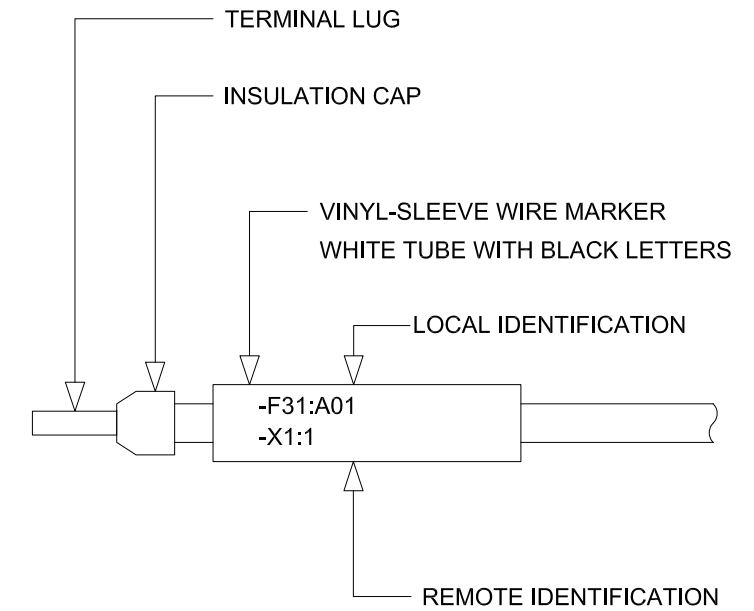 TERMINAL LUG
INSULATION CAP
VINYL-SLEEVE WIRE MARKER
WHITE TUBE WITH BLACK LETTERS
LOCAL IDENTIFICATION
-F31:A01
-X1:1
REMOTE IDENTIFICATION